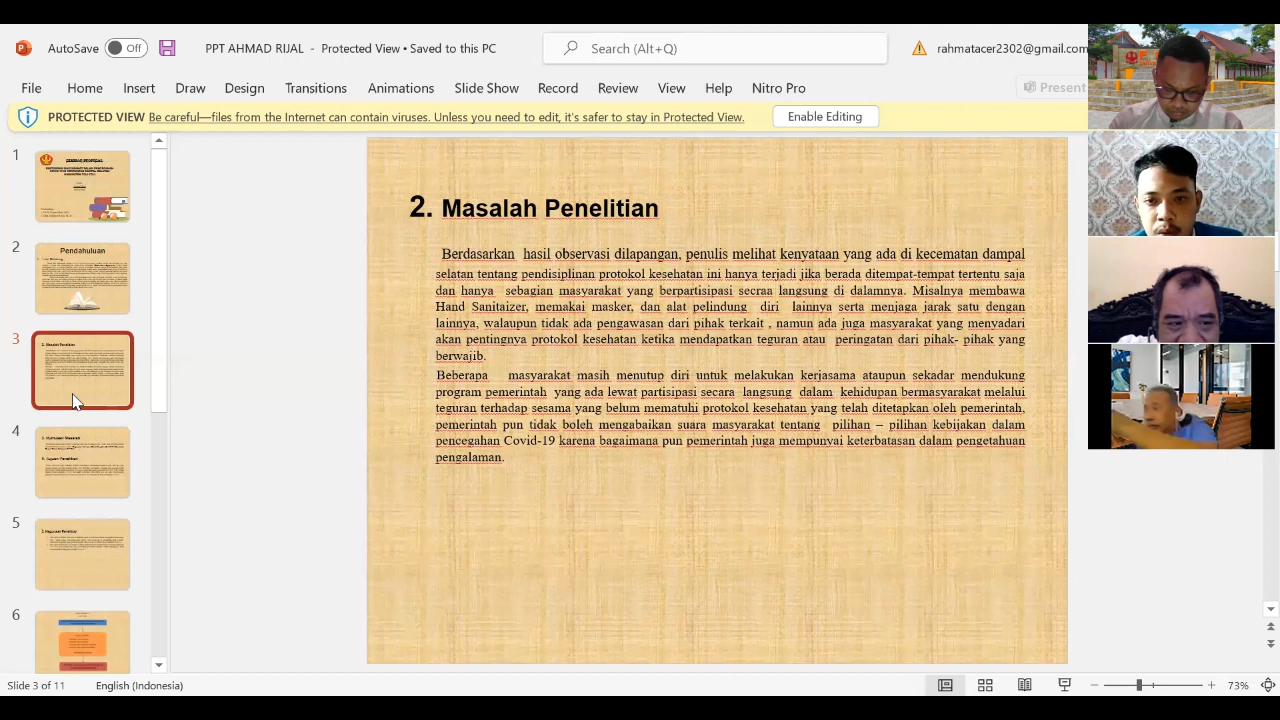 AutoSave Off PPT AHMAD RIJAL - Protected View • Saved to this PC Search (Alt+Q) rahmatacer2302@gmail.com
File Home Insert Draw Design Transitions Animations Slide Show Record Review View Help Nitro Pro Present
PROTECTED VIEW Be careful—files from the Internet can contain viruses. Unless you need to edit, it's safer to stay in Protected View. Enable Editing
1
2
Pendahuluan
3
4
5
6
2. Masalah Penelitian
Berdasarkan hasil observasi dilapangan, penulis melihat kenyataan yang ada di kecematan dampal
selatan tentang pendisiplinan protokol kesehatan ini hanya terjadi jika berada ditempat-tempat tertentu saja
dan hanya sebagian masyarakat yang berpartisipasi secraa langsung di dalamnya. Misalnya membawa
Hand Sanitaizer, memakai masker, dan alat pelindung diri lainnya serta menjaga jarak satu dengan
lainnya, walaupun tidak ada pengawasan dari pihak terkait , namun ada juga masyarakat yang menyadari
akan pentingnya protokol kesehatan ketika mendapatkan teguran atau peringatan dari pihak- pihak yang
berwajib.
Beberapa masyarakat masih menutup diri untuk melakukan kerjasama ataupun sekadar mendukung
program pemerintah yang ada lewat partisipasi secara langsung dalam kehidupan bermasyarakat melalui
teguran terhadap sesama yang belum mematuhi protokol kesehatan yang telah ditetapkan oleh pemerintah,
pemerintah pun tidak boleh mengabaikan suara masyarakat tentang pilihan – pilihan kebijakan dalam
pencegahan Covid-19 karena bagaimana pun pemerintah juga mempunyai keterbatasan dalam pengetahuan
pengalaman.
Slide 3 of 11 English (Indonesia) 73%